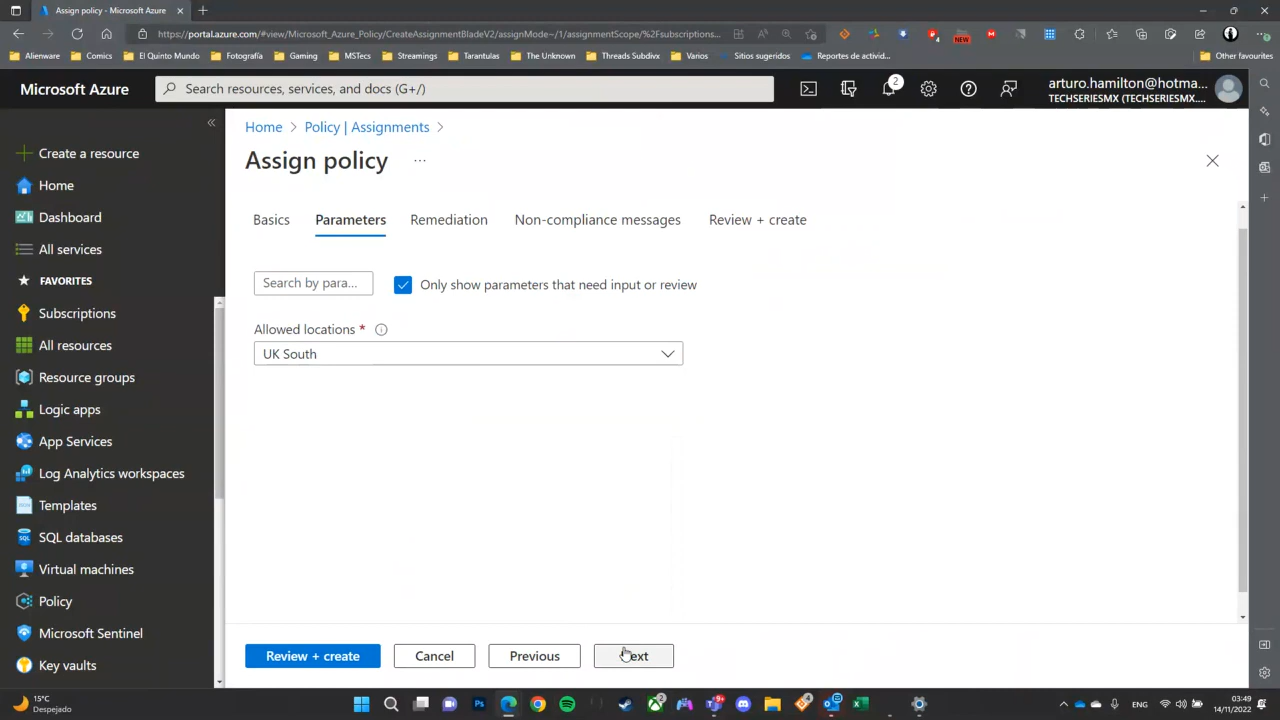 Assign policy - Microsoft Azure
https://portal.azure.com/#view/Microsoft_Azure_Policy/CreateAssignmentBladeV2/assignMode~/1/assignmentScope/%2Fsubscriptions...
NEW
4
Alienware
Comics
El Quinto Mundo
Fotografía
Gaming
MSTecs
Streamings
Tarantulas
The Unknown
Threads Subdivx
Varios
Sitios sugeridos
Reportes de activid...
Other favourites
Microsoft Azure
Search resources, services, and docs (G+/)
2
arturo.hamilton@hotma...
TECHSERIESMX (TECHSERIESMX....
Create a resource
Home
Dashboard
All services
FAVORITES
Subscriptions
All resources
Resource groups
Logic apps
App Services
Log Analytics workspaces
Templates
SQL databases
Virtual machines
Policy
Microsoft Sentinel
Key vaults
Home > Policy | Assignments >
Assign policy ...
Basics
Parameters
Remediation
Non-compliance messages
Review + create
Search by para...
Only show parameters that need input or review
Allowed locations *
UK South
Review + create
Cancel
Previous
15°C
Despejado
2
9+
ENG
03:49
14/11/2022